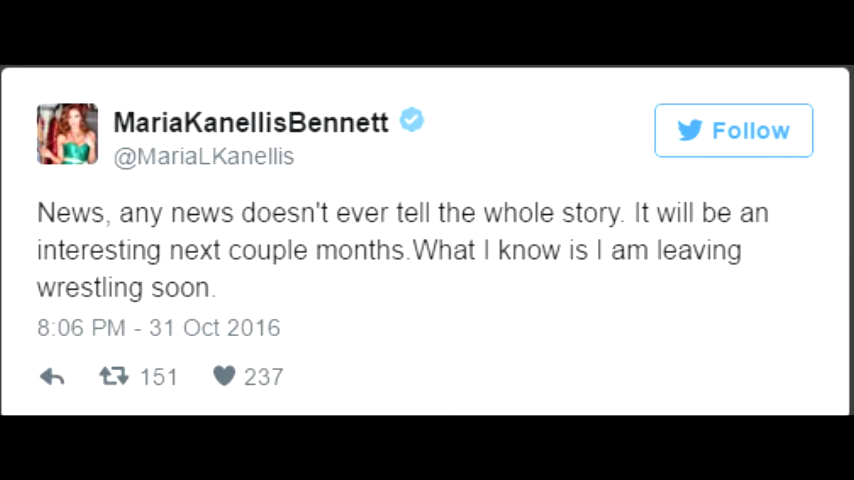 MariaKanellisBennett
Follow
@MariaLKanellis
News, any news doesn't ever tell the whole story. It will be an
interesting next couple months.What I know is I am leaving
wrestling soon.
8:06 PM - 31 Oct 2016
151 237